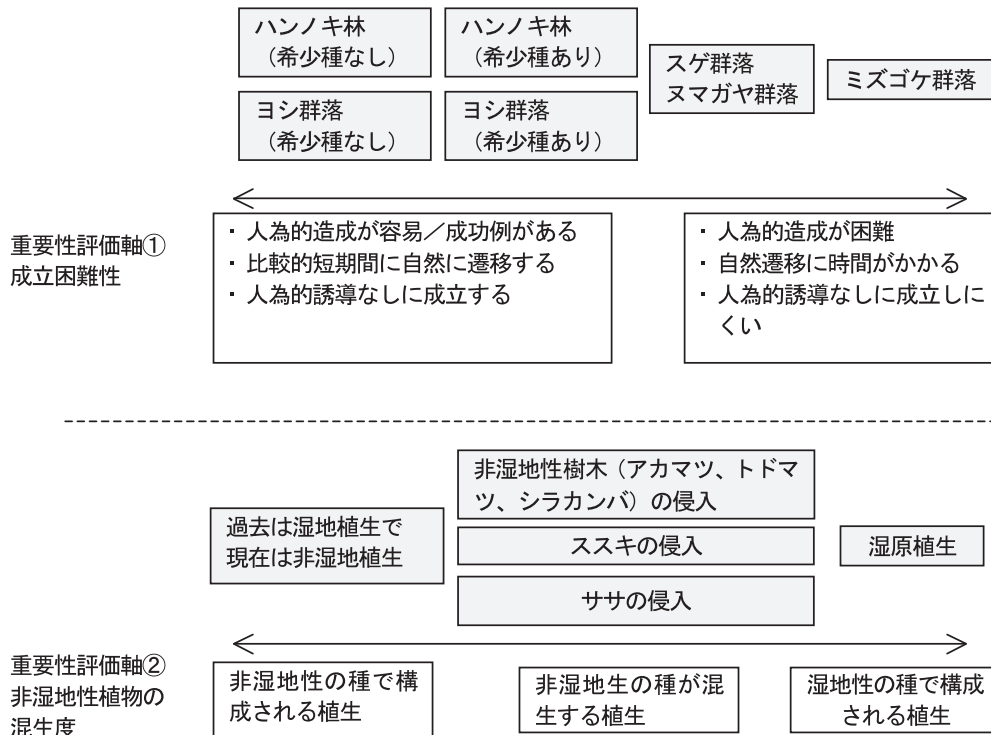 ハンノキ林
（希少種なし）
ハンノキ林
（希少種あり）
スゲ群落
ヌマガヤ群落
ミズゴケ群落
ヨシ群落
（希少種なし）
ヨシ群落
（希少種あり）
重要性評価軸①
成立困難性
・人為的造成が容易／成功例がある
・比較的短期間に自然に遷移する
・人為的誘導なしに成立する
・人為的造成が困難
・自然遷移に時間がかかる
・人為的誘導なしに成立しに
くい
過去は湿地植生で
現在は非湿地植生
非湿地性樹木（アカマツ、トドマ
ツ、シラカンバ）の侵入
ススキの侵入
ササの侵入
湿原植生
重要性評価軸②
非湿地性植物の
混生度
非湿地性の種で構
成される植生
非湿地生の種が混
生する植生
湿地性の種で構成
される植生